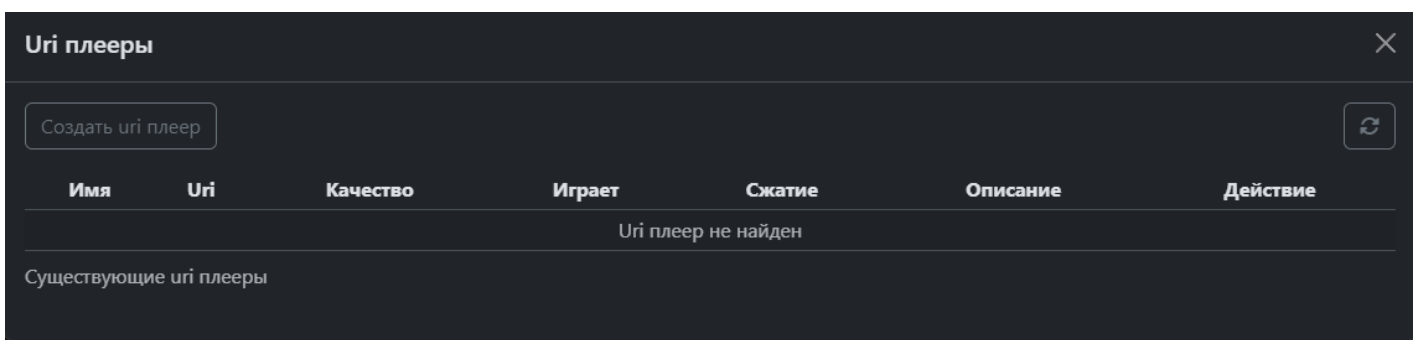 Uri плееры
Создать uri плеер
Имя Uri Качество Играет Сжатие Описание Действие
Uri плеер не найден
Существующие uri плееры